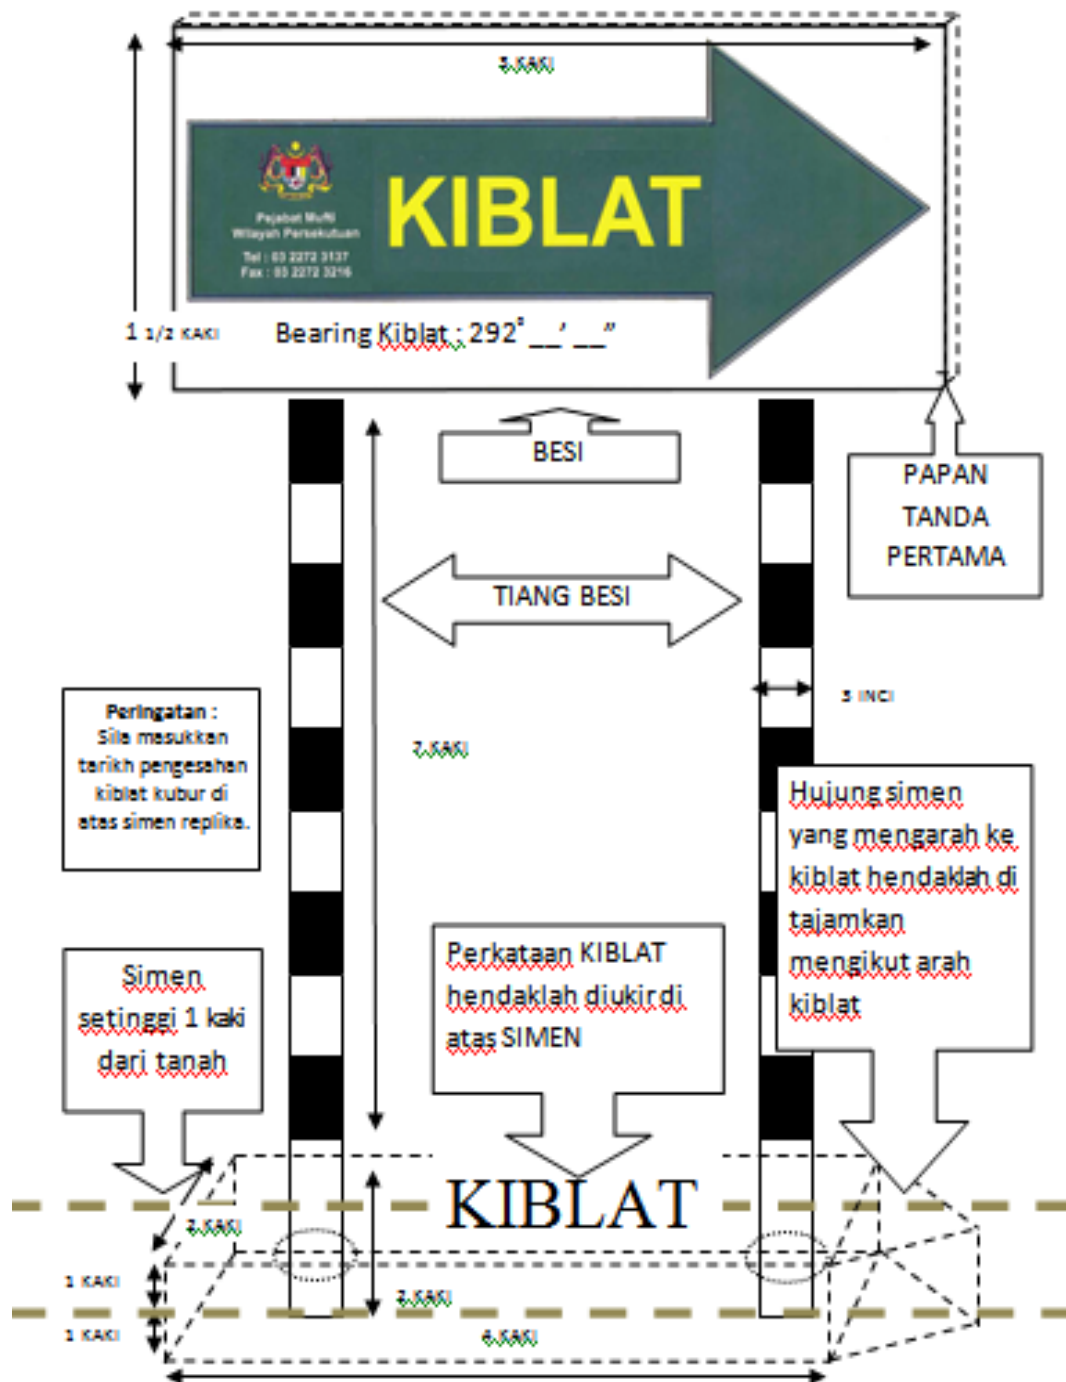 3 KAKI
Pejabat Mufti
Wilayah Persekutuan
Tel : 03 2272 3137
Fax : 03 2272 3216
KIBLAT
1 1/2 KAKI
Bearing Kiblat : 292° __’ __”
BESI
PAPAN
TANDA
PERTAMA
TIANG BESI
3 INCI
Peringatan :
Sila masukkan
tarikh pengesahan
kiblat kubur di
atas simen replika.
7 KAKI
Hujung simen
yang mengarah ke
kiblat hendaklah di
tajamkan
mengikut arah
kiblat
Simen
setinggi 1 kaki
dari tanah
Perkataan KIBLAT
hendaklah diukir di
atas SIMEN
KIBLAT
2 KAKI
1 KAKI
2 KAKI
1 KAKI
4 KAKI